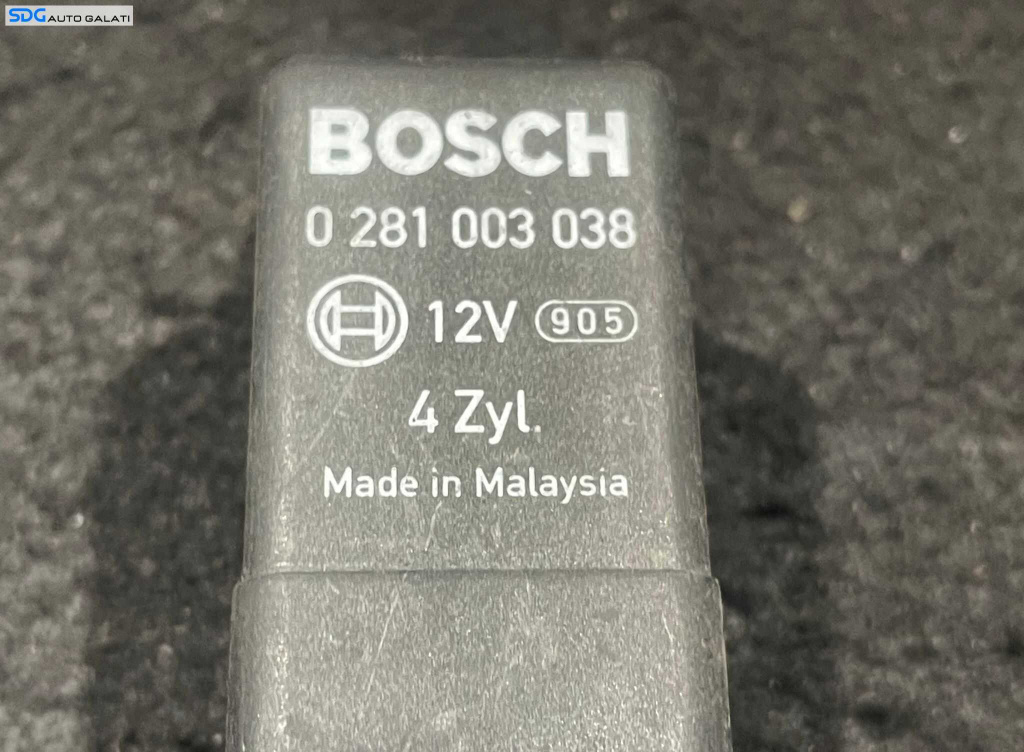 SDG AUTO GALATI
BOSCH
0 281 003 038
12V 905
4 Zyl.
Made in Malaysia